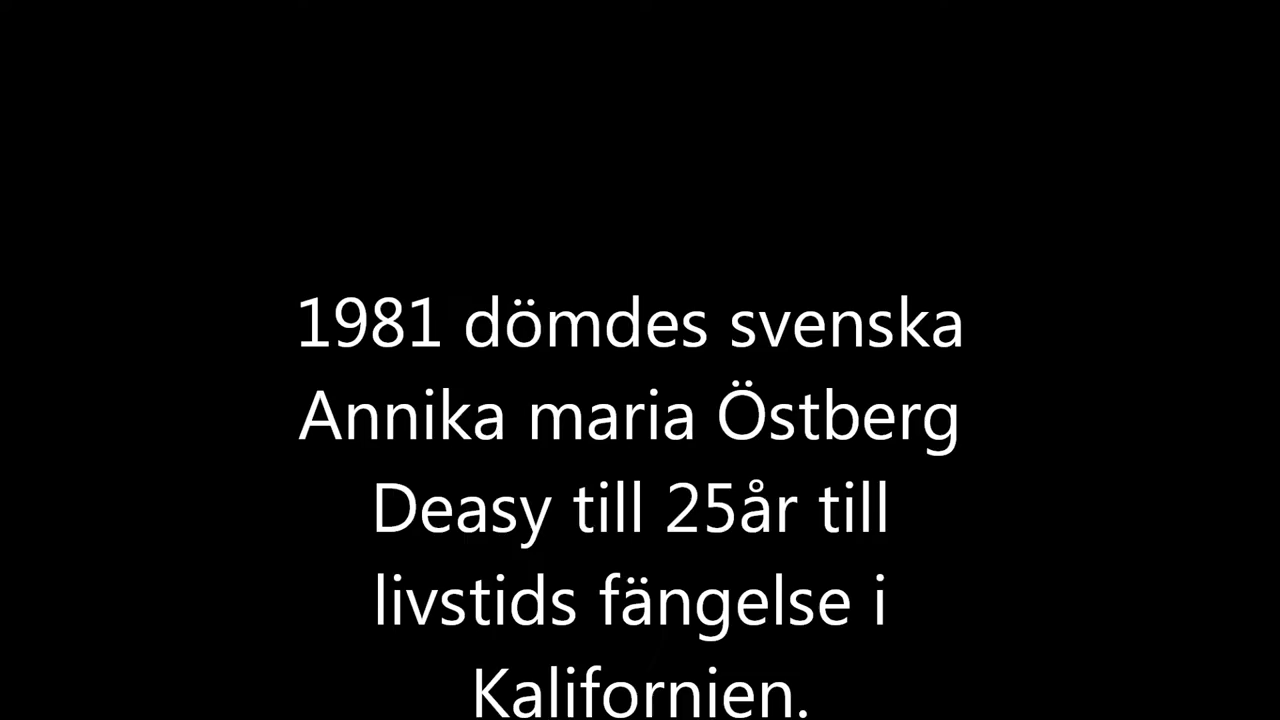 1981 dömdes svenska
Annika maria Östberg
Deasy till 25år till
livstids fängelse i
Kalifornien.